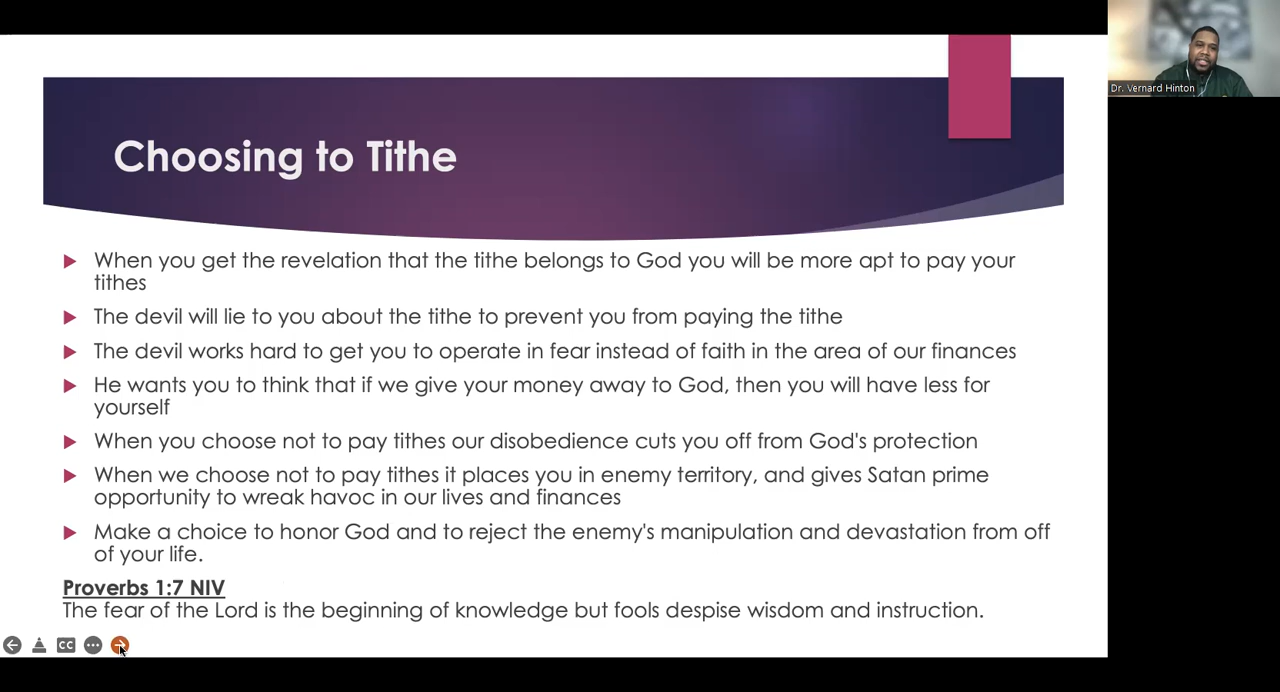 Dr. Vernard Hinton
Choosing to Tithe
When you get the revelation that the tithe belongs to God you will be more apt to pay your
tithes
The devil will lie to you about the tithe to prevent you from paying the tithe
The devil works hard to get you to operate in fear instead of faith in the area of our finances
He wants you to think that if we give your money away to God, then you will have less for
yourself
When you choose not to pay tithes our disobedience cuts you off from God's protection
When we choose not to pay tithes it places you in enemy territory, and gives Satan prime
opportunity to wreak havoc in our lives and finances
Make a choice to honor God and to reject the enemy's manipulation and devastation from off
of your life.
Proverbs 1:7 NIV
The fear of the Lord is the beginning of knowledge but fools despise wisdom and instruction.
CC